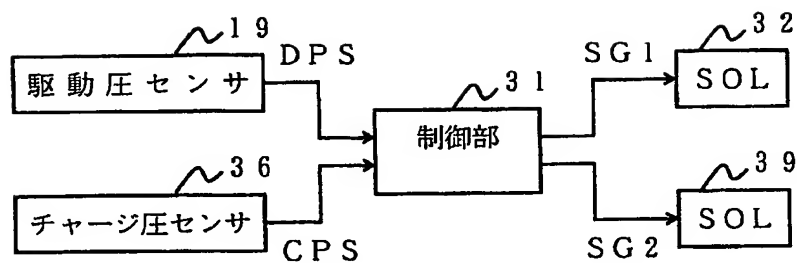 19
駆動圧センサ
DPS
36
チャージ圧センサ
CPS
31
制御部
SG1
32
SOL
SG2
39
SOL